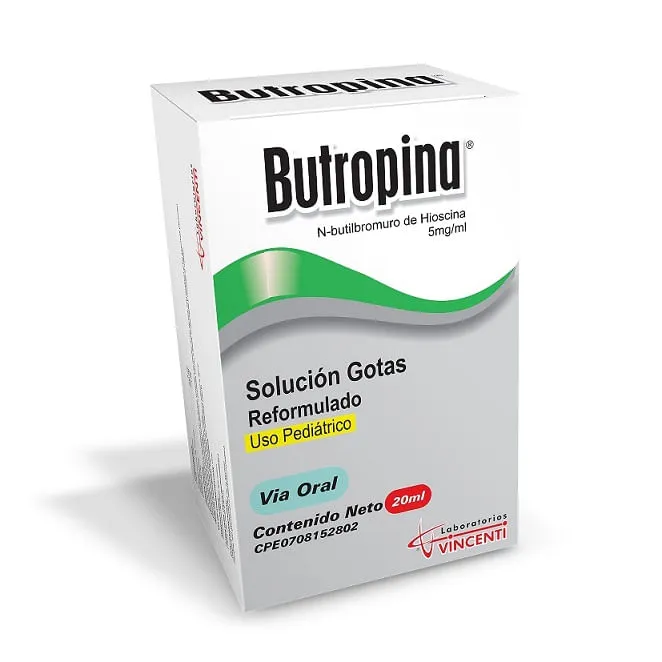 Butropina
Butropina®
N-butilbromuro de Hioscina
5mg/ml
Solución Gotas
Reformulado
Uso Pediátrico
Via Oral
Contenido Neto 20ml
CPE0708152802
Laboratorios
VINCENTI